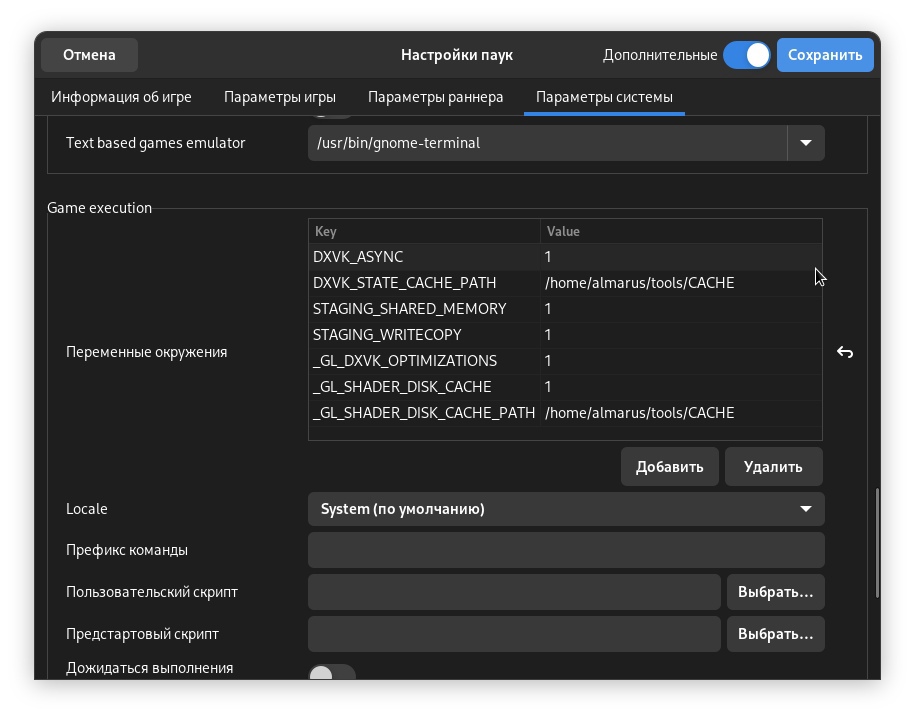 Отмена
Настройки паук
Дополнительные
Сохранить
Информация об игре
Параметры игры
Параметры раннера
Параметры системы
Text based games emulator
/usr/bin/gnome-terminal
Game execution
Переменные окружения
Key Value
DXVK_ASYNC 1
DXVK_STATE_CACHE_PATH /home/almarus/tools/CACHE
STAGING_SHARED_MEMORY 1
STAGING_WRITECOPY 1
_GL_DXVK_OPTIMIZATIONS 1
_GL_SHADER_DISK_CACHE 1
_GL_SHADER_DISK_CACHE_PATH /home/almarus/tools/CACHE
Добавить
Удалить
Locale
System (по умолчанию)
Префикс команды
Пользовательский скрипт
Выбрать...
Предстартовый скрипт
Выбрать...
Дожидаться выполнения